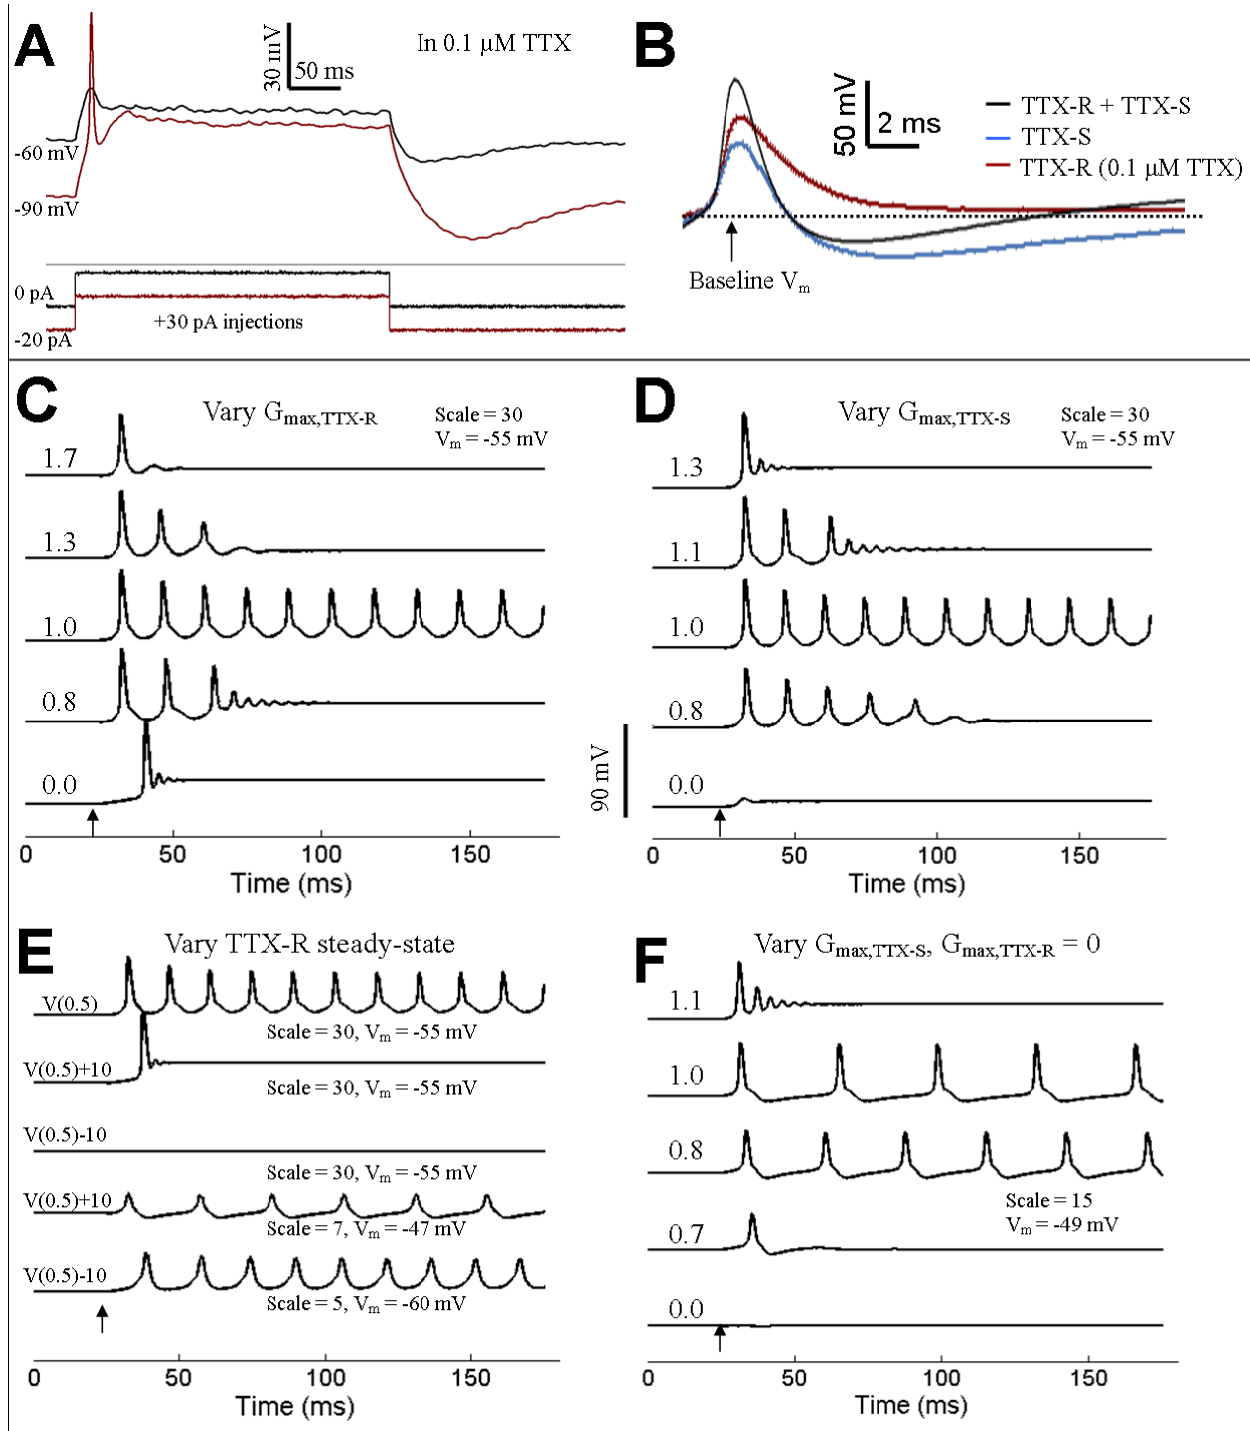 A
30 mV
50 ms
In 0.1 µM TTX
-60 mV
-90 mV
0 pA
+30 pA injections
-20 pA
B
50 mV
2 ms
TTX-R + TTX-S
TTX-S
TTX-R (0.1 µM TTX)
Baseline Vm
C
Vary Gmax,TTX-R
Scale = 30
Vm = -55 mV
1.7
1.3
1.0
0.8
0.0
0 50 100 150
Time (ms)
D
Vary Gmax,TTX-S
Scale = 30
Vm = -55 mV
1.3
1.1
1.0
0.8
90 mV
0.0
0 50 100 150
Time (ms)
E
Vary TTX-R steady-state
V(0.5)
Scale = 30, Vm = -55 mV
V(0.5)+10
Scale = 30, Vm = -55 mV
V(0.5)-10
Scale = 30, Vm = -55 mV
V(0.5)+10
Scale = 7, Vm = -47 mV
V(0.5)-10
Scale = 5, Vm = -60 mV
0 50 100 150
Time (ms)
F
Vary Gmax,TTX-S, Gmax,TTX-R = 0
1.1
1.0
0.8
Scale = 15
Vm = -49 mV
0.7
0.0
0 50 100 150
Time (ms)